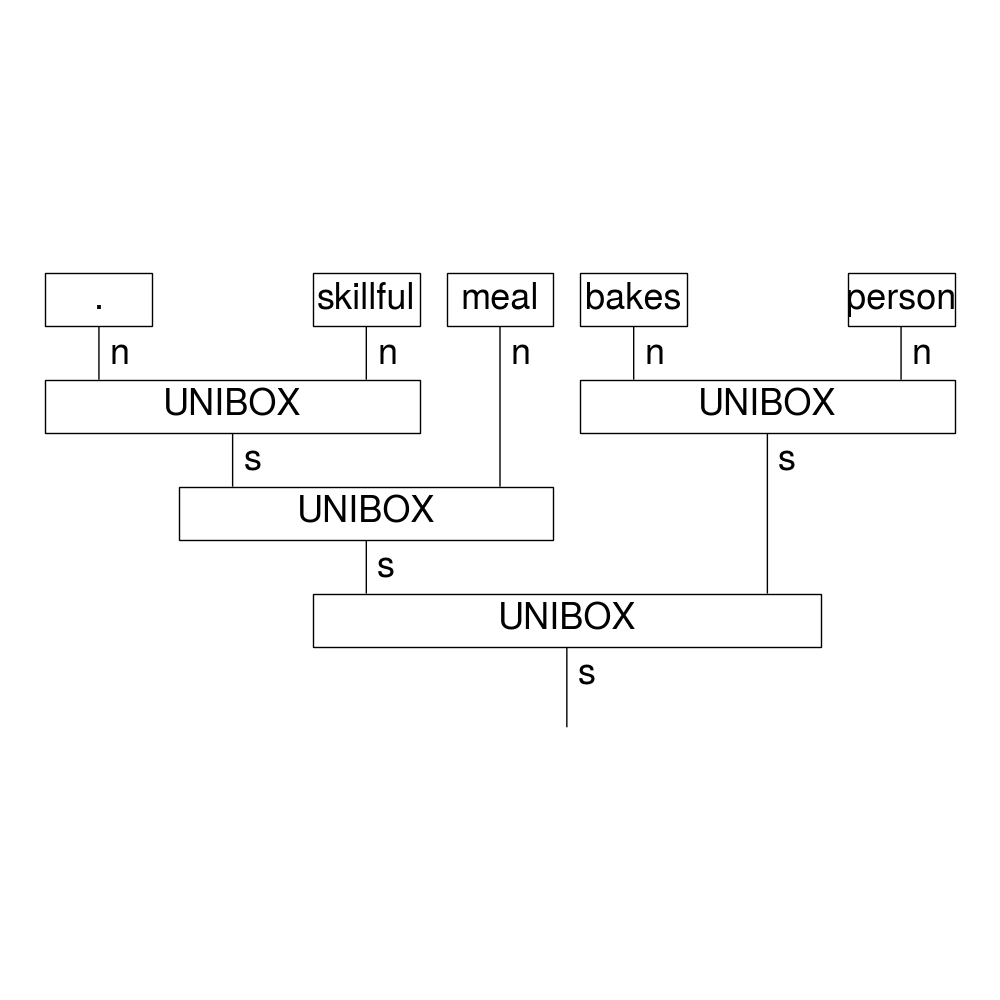 . skillful meal bakes person
n n n n n
UNIBOX UNIBOX
s s
UNIBOX
s
UNIBOX
s